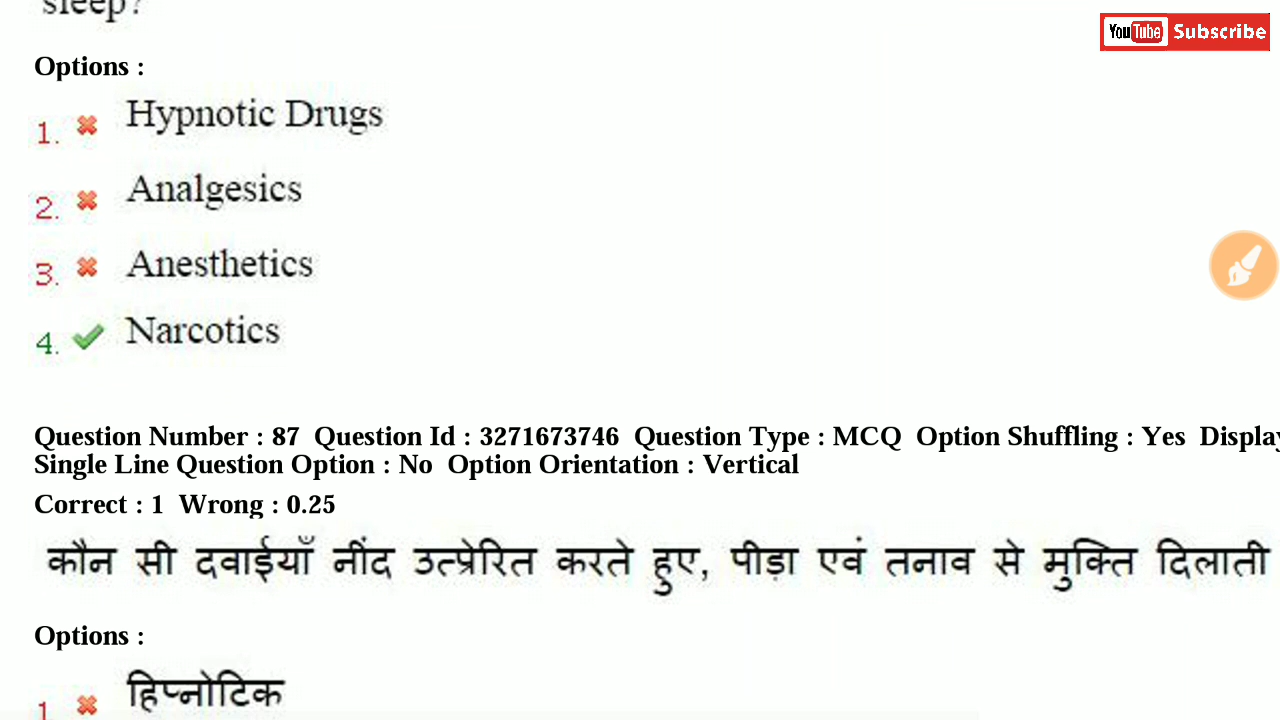 sleep?
YouTube Subscribe
Options :
1. Hypnotic Drugs
2. Analgesics
3. Anesthetics
4. Narcotics
Question Number : 87 Question Id : 3271673746 Question Type : MCQ Option Shuffling : Yes Display
Single Line Question Option : No Option Orientation : Vertical
Correct : 1 Wrong : 0.25
कौन सी दवाईयाँ नींद उत्प्रेरित करते हुए, पीड़ा एवं तनाव से मुक्ति दिलाती
Options :
1. हिप्नोटिक